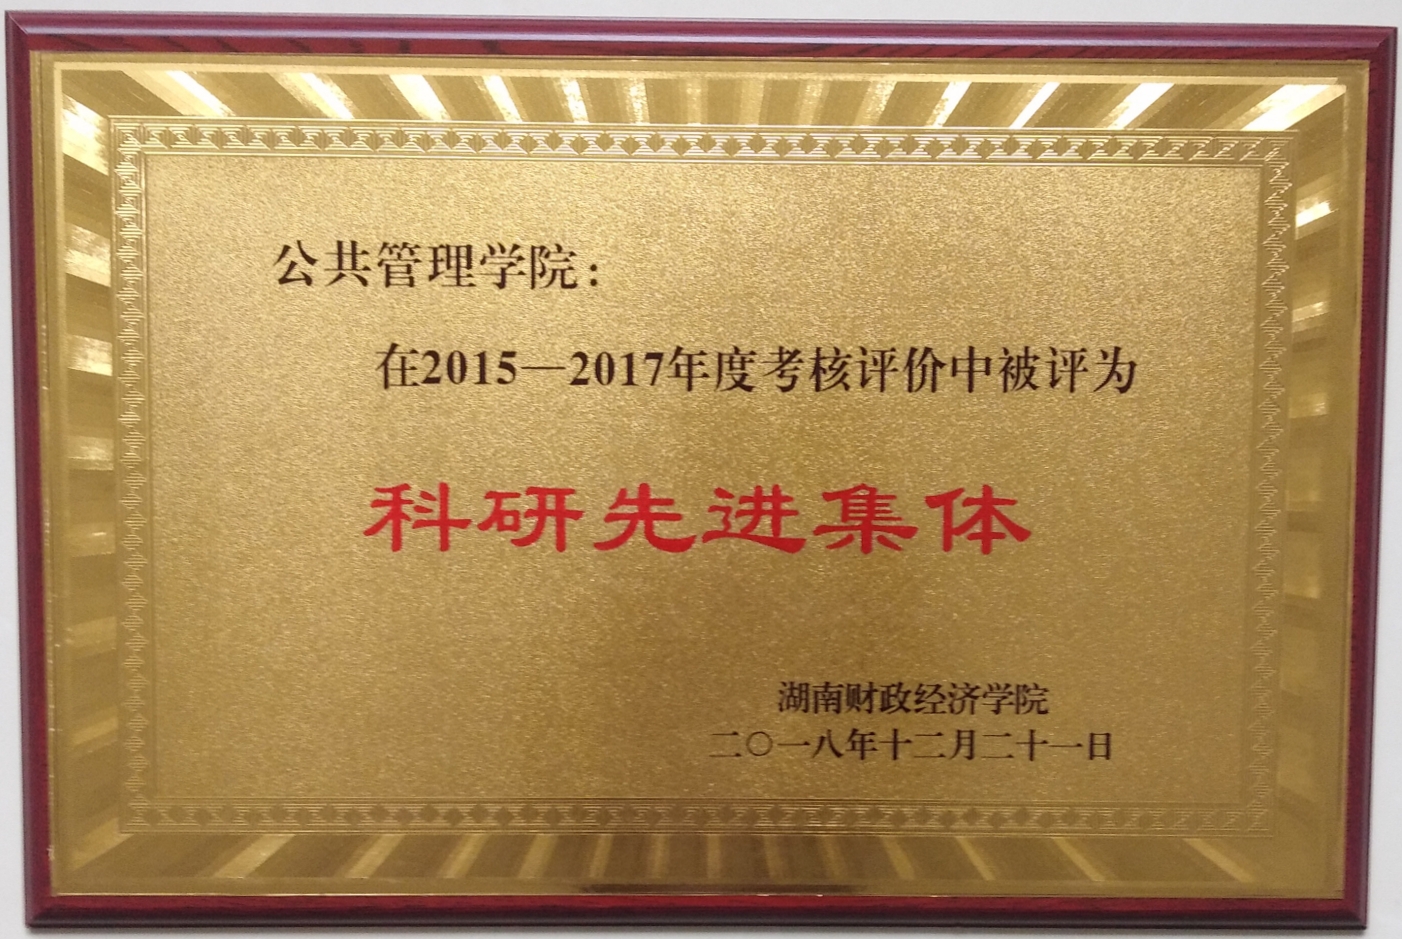 公共管理学院：
在2015—2017年度考核评价中被评为
科研先进集体
湖南财政经济学院
二〇一八年十二月二十一日